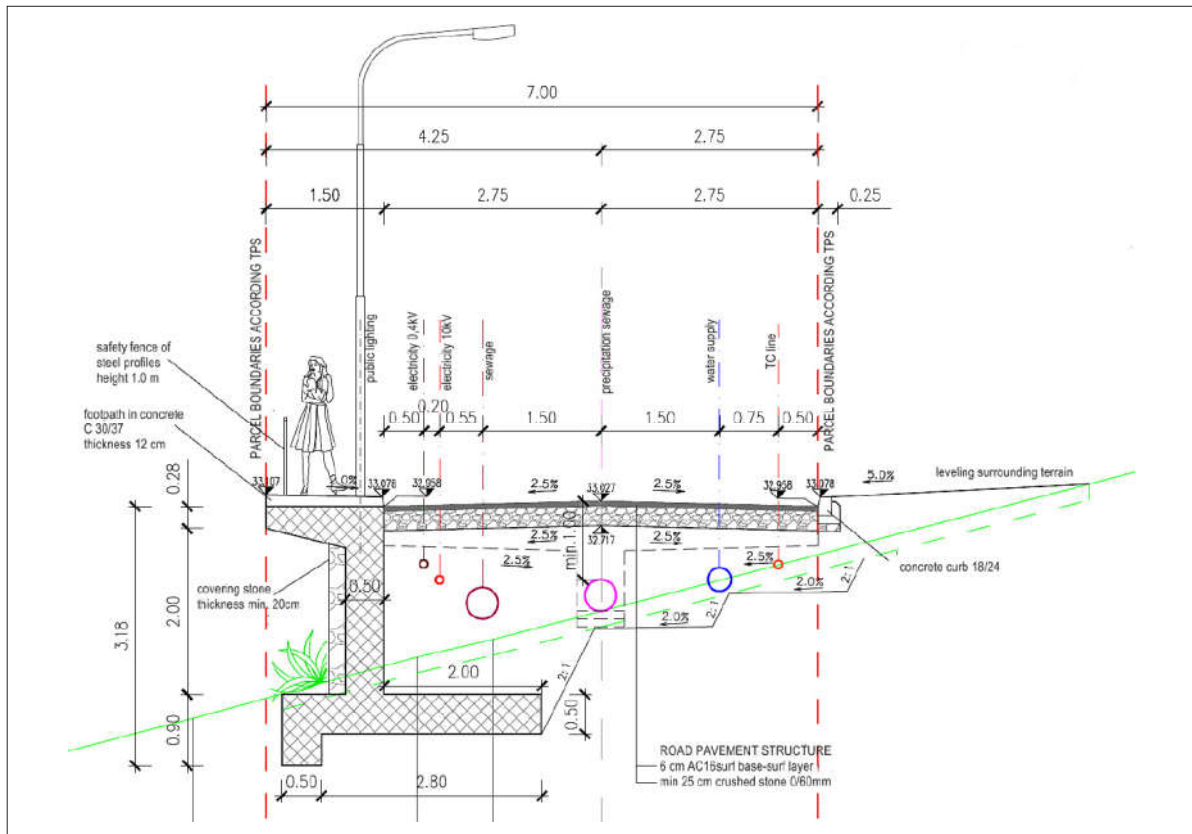 7.00
4.25
2.75
1.50
2.75
2.75
0.25
PARCEL BOUNDARIES ACCORDING TPS
public lighting
electricity 0,4kV
electricity 10kV
sewage
precipitation sewage
water supply
TC line
PARCEL BOUNDARIES ACCORDING TPS
safety fence of
steel profiles
height 1.0 m
footpath in concrete
C 30/37
thickness 12 cm
0.50
0.20
0.55
1.50
1.50
0.75
0.50
33.107
33.078
32.958
2.5%
33.027
2.5%
32.958
33.078
5.0%
leveling surrounding terrain
0.28
min.1.00
2.5%
32.717
2.5%
2.5%
2.5%
concrete curb 18/24
covering stone
thickness min. 20cm
0.50
2.0%
2:1
2.0%
2:1
3.18
2.00
2.00
2:1
0.50
0.90
ROAD PAVEMENT STRUCTURE
6 cm AC16surf base-surf layer
min 25 cm crushed stone 0/60mm
0.50
2.80